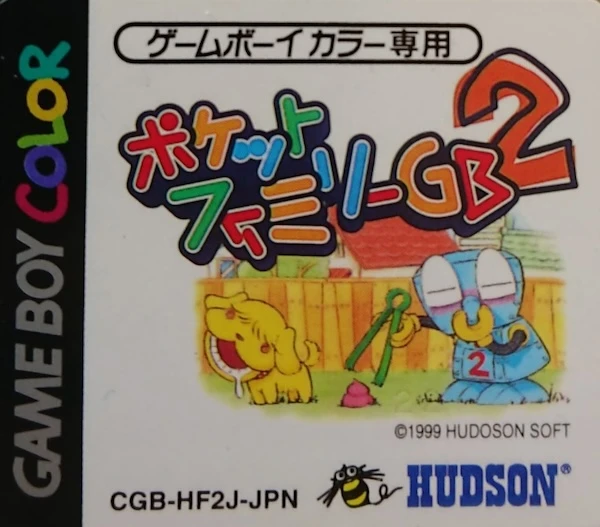 GAME BOY COLOR
ゲームボーイカラー専用
ポケット
ファミリーGB2
2
©1999 HUDOSON SOFT
CGB-HF2J-JPN
HUDSON®